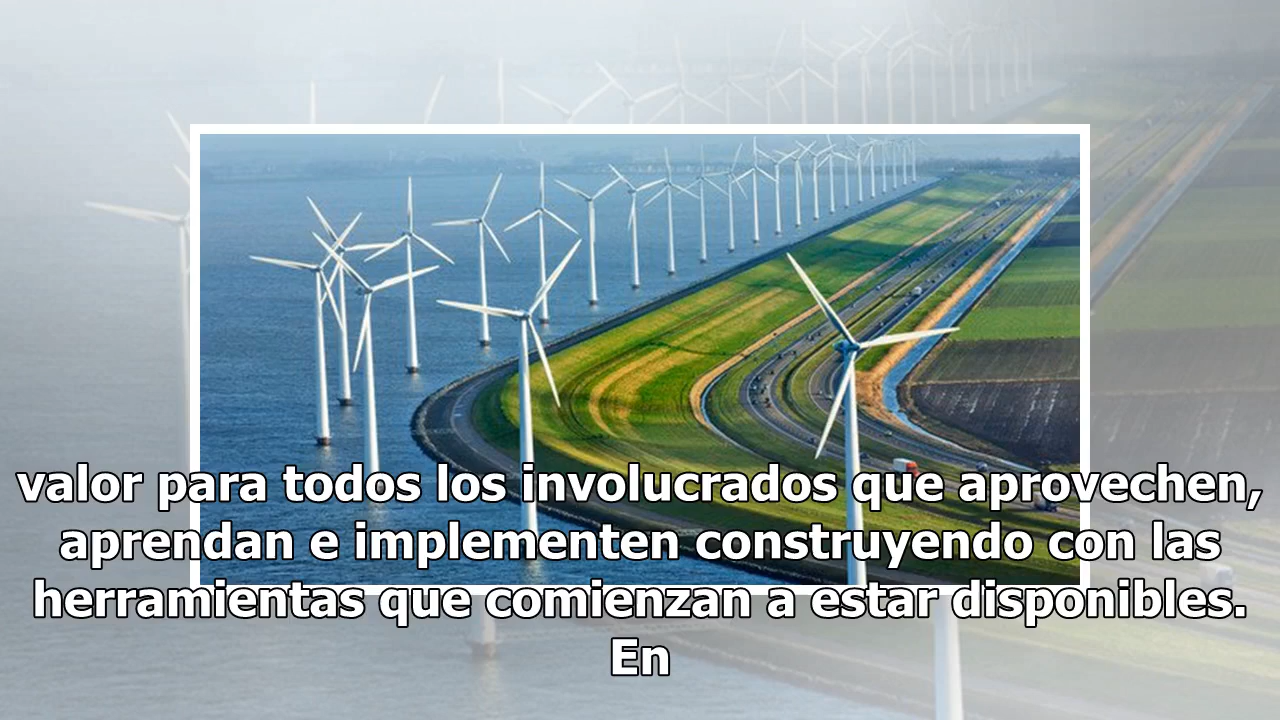 valor para todos los involucrados que aprovechen,
aprendan e implementen construyendo con las
herramientas que comienzan a estar disponibles.
En